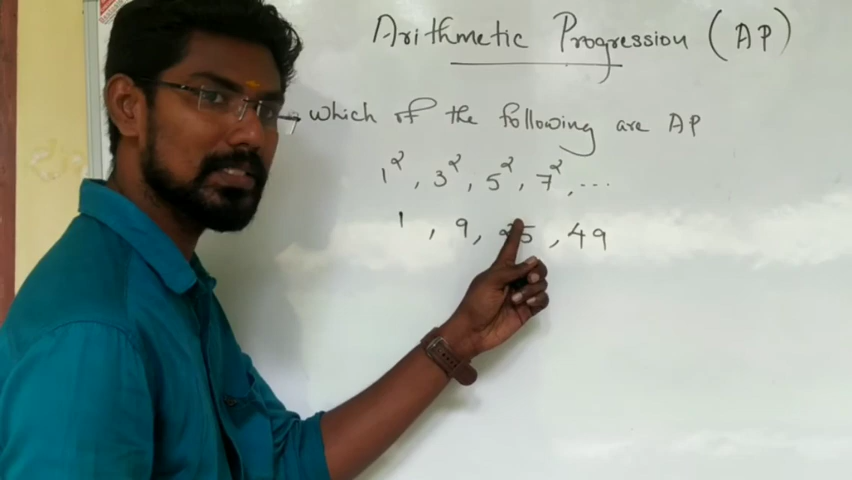 Arithmetic Progression (AP)
which of the following are AP
1², 3², 5², 7², ...
1, 9, 25, 49